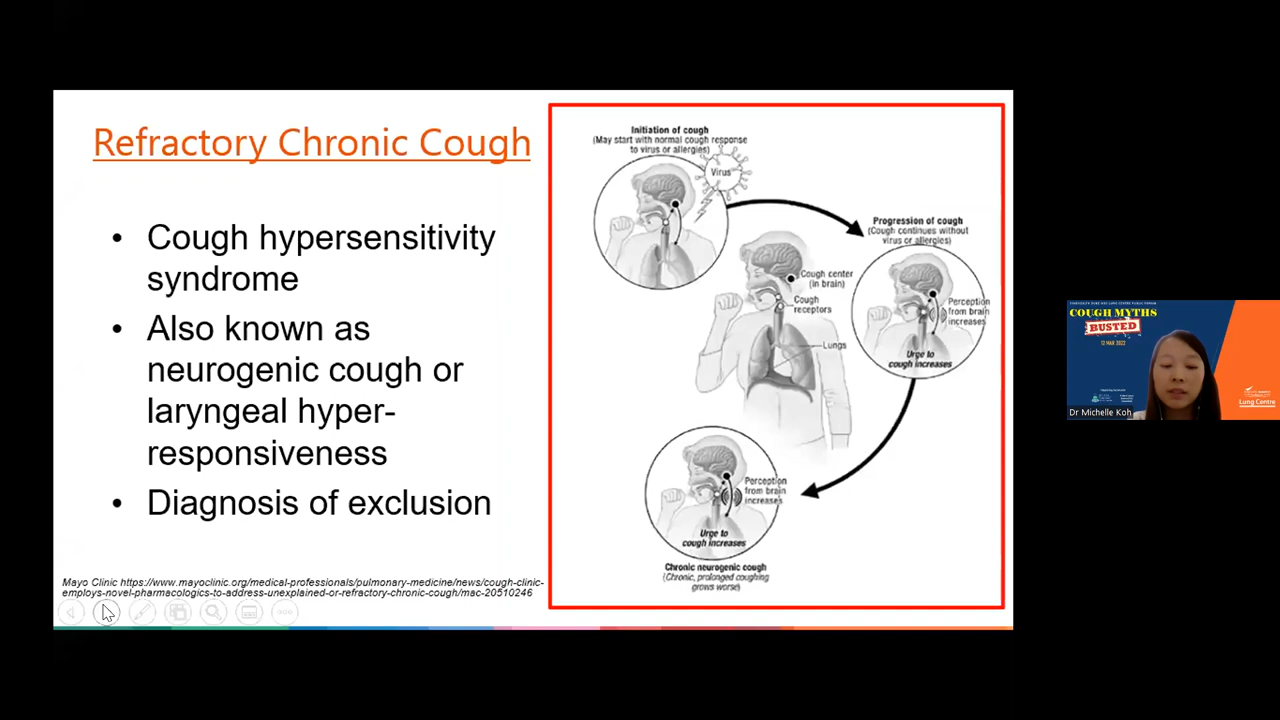 Refractory Chronic Cough
• Cough hypersensitivity
syndrome
• Also known as
neurogenic cough or
laryngeal hyper-
responsiveness
• Diagnosis of exclusion
Mayo Clinic https://www.mayoclinic.org/medical-professionals/pulmonary-medicine/news/cough-clinic-
employs-novel-pharmacologics-to-address-unexplained-or-refractory-chronic-cough/mac-20510246
Initiation of cough
(May start with normal cough response
to virus or allergies)
Virus
Progression of cough
(Cough continues without
virus or allergies)
Cough center
(in brain)
Cough
receptors
Lungs
Perception
from brain
increases
Urge to
cough increases
Perception
from brain
increases
Urge to
cough increases
Chronic neurogenic cough
(Chronic, prolonged coughing
grows worse)
COUGH MYTHS
BUSTED
12 MAR 2022
Lung Centre
Dr Michelle Koh